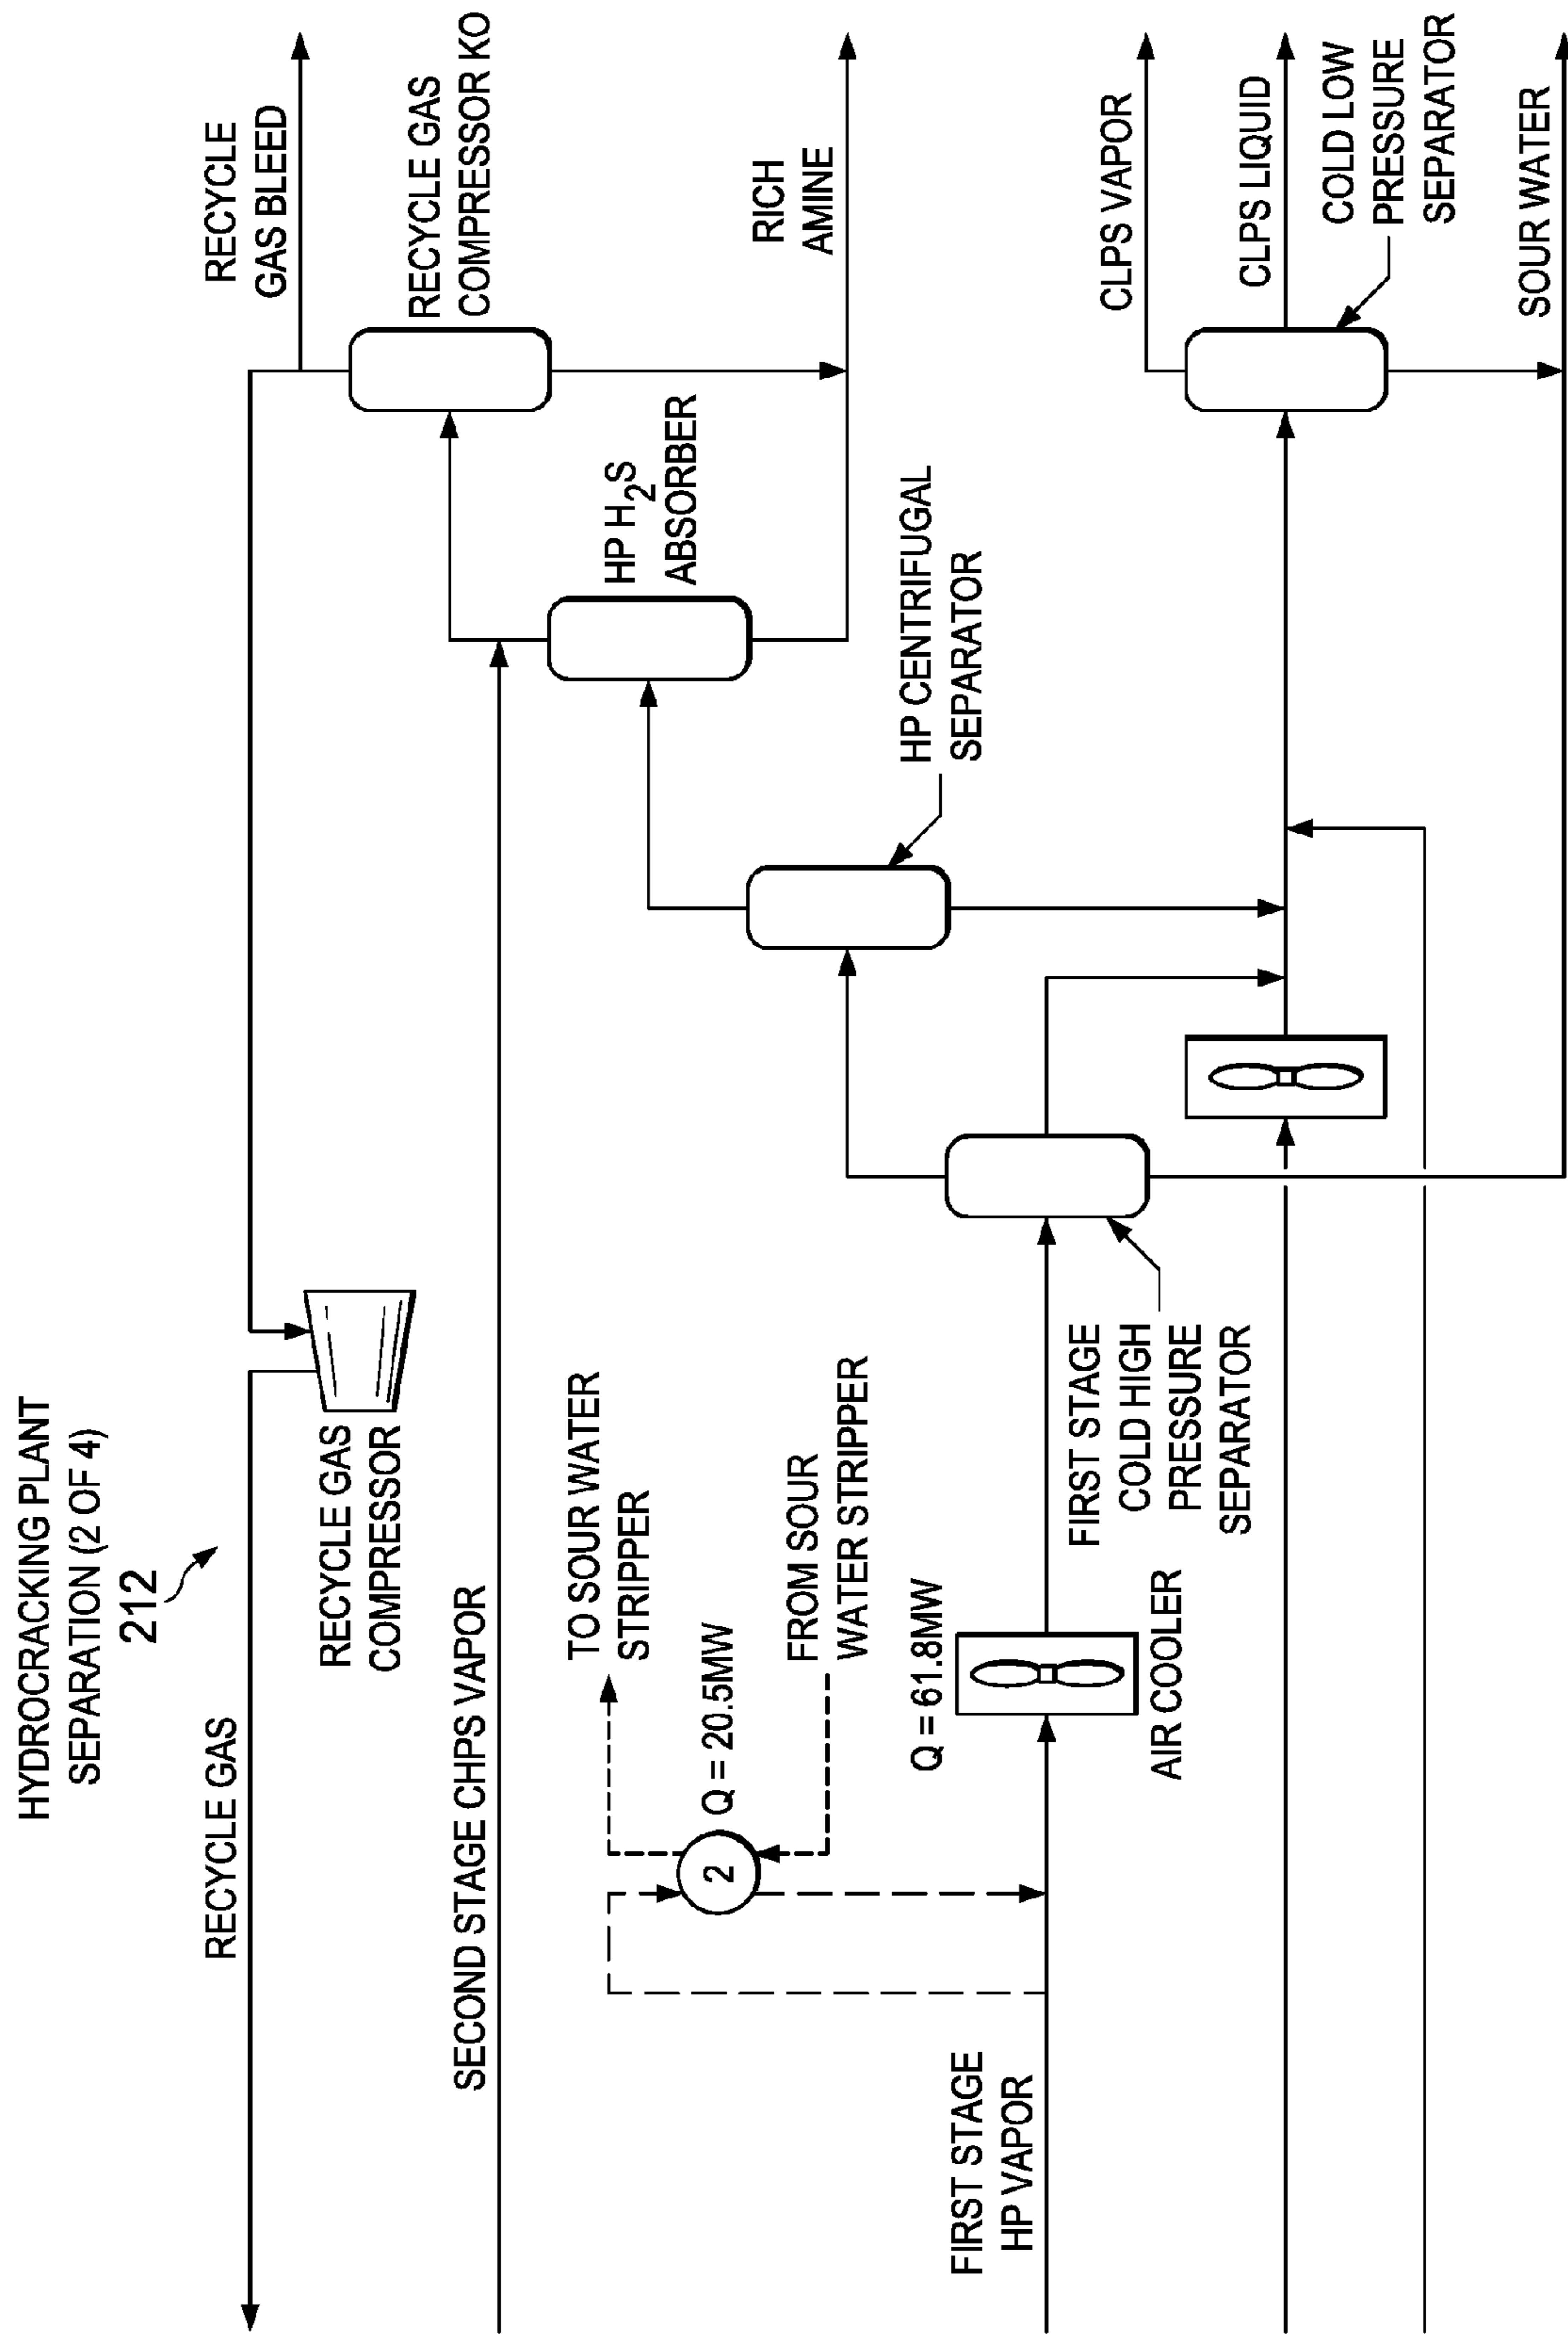 HYDROCRACKING PLANT
SEPARATION (2 OF 4)
212
RECYCLE GAS
RECYCLE GAS
COMPRESSOR
RECYCLE
GAS BLEED
RECYCLE GAS
COMPRESSOR KO
SECOND STAGE CHPS VAPOR
HP H2S
ABSORBER
RICH
AMINE
TO SOUR WATER
STRIPPER
2
Q = 20.5MW
FROM SOUR
WATER STRIPPER
HP CENTRIFUGAL
SEPARATOR
FIRST STAGE
HP VAPOR
Q = 61.8MW
AIR COOLER
FIRST STAGE
COLD HIGH
PRESSURE
SEPARATOR
CLPS VAPOR
CLPS LIQUID
COLD LOW
PRESSURE
SEPARATOR
SOUR WATER